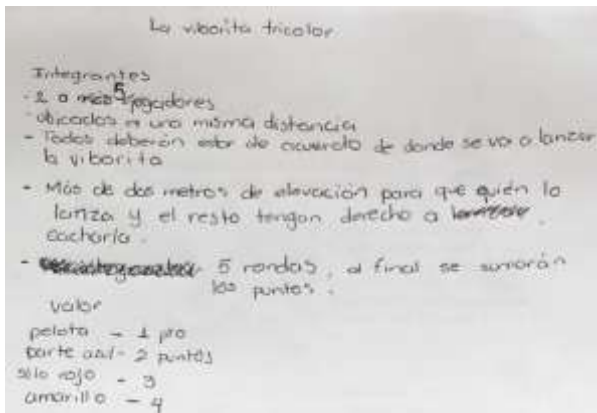 La viborita tricolor
Integrantes
- 2 a 5 jugadores
- ubicados a una misma distancia
- Todos deberán estar de acuerdo de donde se va a lanzar
la viborita
- Más de dos metros de elevación para que quién lo
lanza y el resto tengan derecho a
cacharla.
- 5 rondas, al final se sumarán
los puntos.
valor
pelota - 1 pto
parte azul - 2 puntos
sólo rojo - 3
amarillo - 4